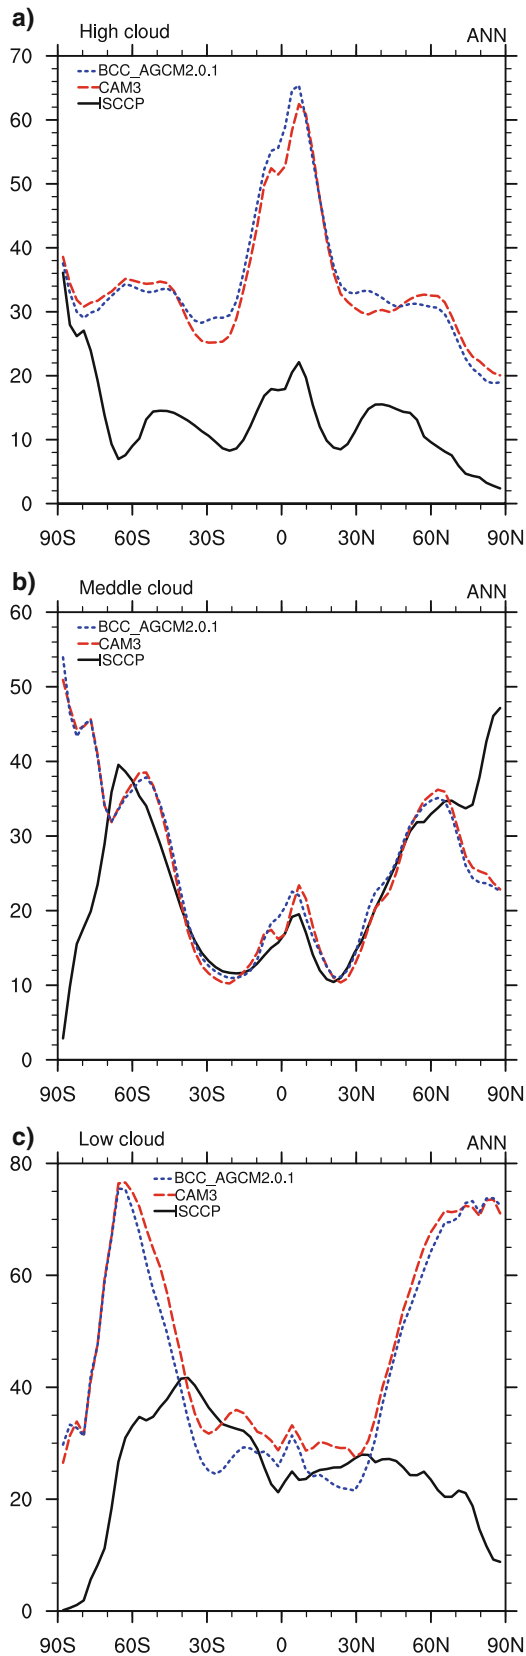 a)
High cloud
ANN
70
BCC_AGCM2.0.1
CAM3
ISCCP
60
50
40
30
20
10
0
90S 60S 30S 0 30N 60N 90N
b)
Meddle cloud
ANN
60
BCC_AGCM2.0.1
CAM3
ISCCP
50
40
30
20
10
0
90S 60S 30S 0 30N 60N 90N
c)
Low cloud
ANN
80
BCC_AGCM2.0.1
CAM3
ISCCP
60
40
20
0
90S 60S 30S 0 30N 60N 90N